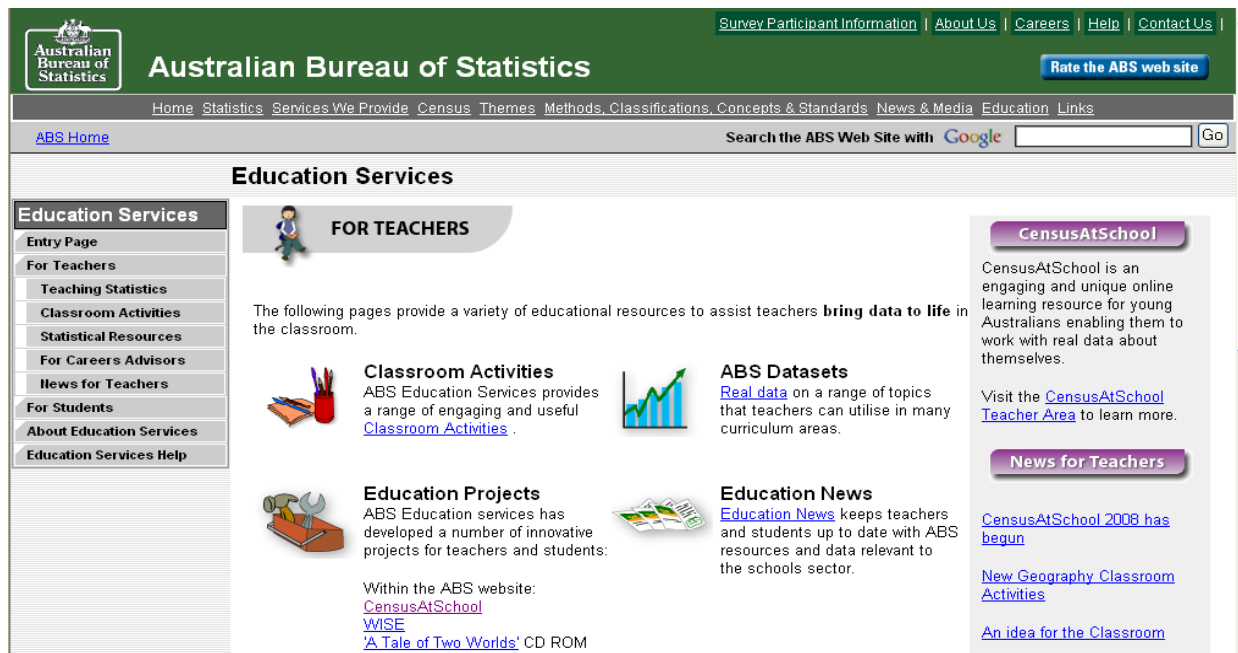 Survey Participant Information | About Us | Careers | Help | Contact Us |
Australian
Bureau of
Statistics
Australian Bureau of Statistics
Rate the ABS web site
Home Statistics Services We Provide Census Themes Methods, Classifications, Concepts & Standards News & Media Education Links
ABS Home
Search the ABS Web Site with Google
Go
Education Services
Education Services
Entry Page
For Teachers
Teaching Statistics
Classroom Activities
Statistical Resources
For Careers Advisors
News for Teachers
For Students
About Education Services
Education Services Help
FOR TEACHERS
The following pages provide a variety of educational resources to assist teachers bring data to life in
the classroom.
Classroom Activities
ABS Education Services provides
a range of engaging and useful
Classroom Activities .
ABS Datasets
Real data on a range of topics
that teachers can utilise in many
curriculum areas.
Education Projects
ABS Education services has
developed a number of innovative
projects for teachers and students:
Within the ABS website:
CensusAtSchool
WISE
'A Tale of Two Worlds' CD ROM
Education News
Education News keeps teachers
and students up to date with ABS
resources and data relevant to
the schools sector.
CensusAtSchool
CensusAtSchool is an
engaging and unique online
learning resource for young
Australians enabling them to
work with real data about
themselves.
Visit the CensusAtSchool
Teacher Area to learn more.
News for Teachers
CensusAtSchool 2008 has
begun
New Geography Classroom
Activities
An idea for the Classroom